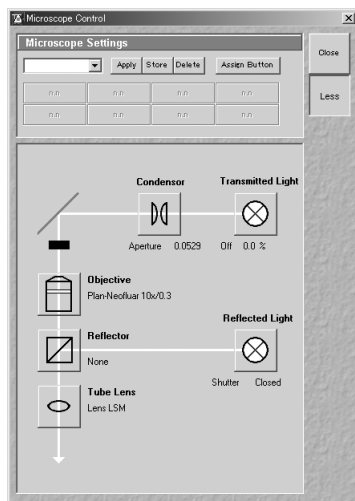 Microscope Control
Microscope Settings
Close
Apply Store Delete Assign Button
Less
n.n n.n n.n n.n
n.n n.n n.n n.n
Condensor Transmitted Light
Aperture 0.0529 Off 0.0 %
Objective
Plan-Neofluar 10x/0.3
Reflected Light
Reflector
None
Shutter Closed
Tube Lens
Lens LSM